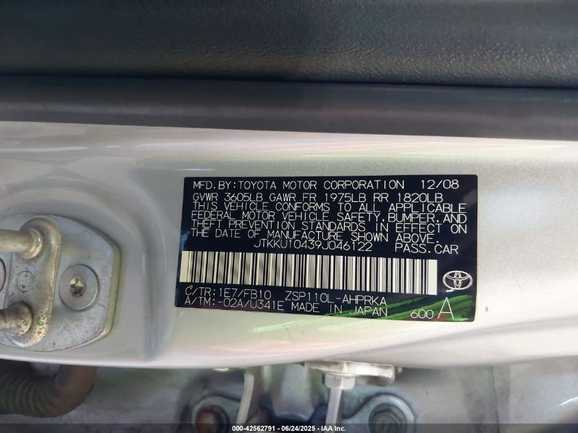 MFD. BY: TOYOTA MOTOR CORPORATION 12/08
GVWR 3605LB GAWR FR 1975LB RR 1820LB
THIS VEHICLE CONFORMS TO ALL APPLICABLE
FEDERAL MOTOR VEHICLE SAFETY, BUMPER, AND
THEFT PREVENTION STANDARDS IN EFFECT ON
THE DATE OF MANUFACTURE SHOWN ABOVE.
JTKKU10439J046122 PASS. CAR
C/TR: 1E7/FB10 ZSP110L-AHPRKA
A/TM: -02A/U341E MADE IN JAPAN 600 A
000-42562791 - 06/24/2025 - IAA Inc.